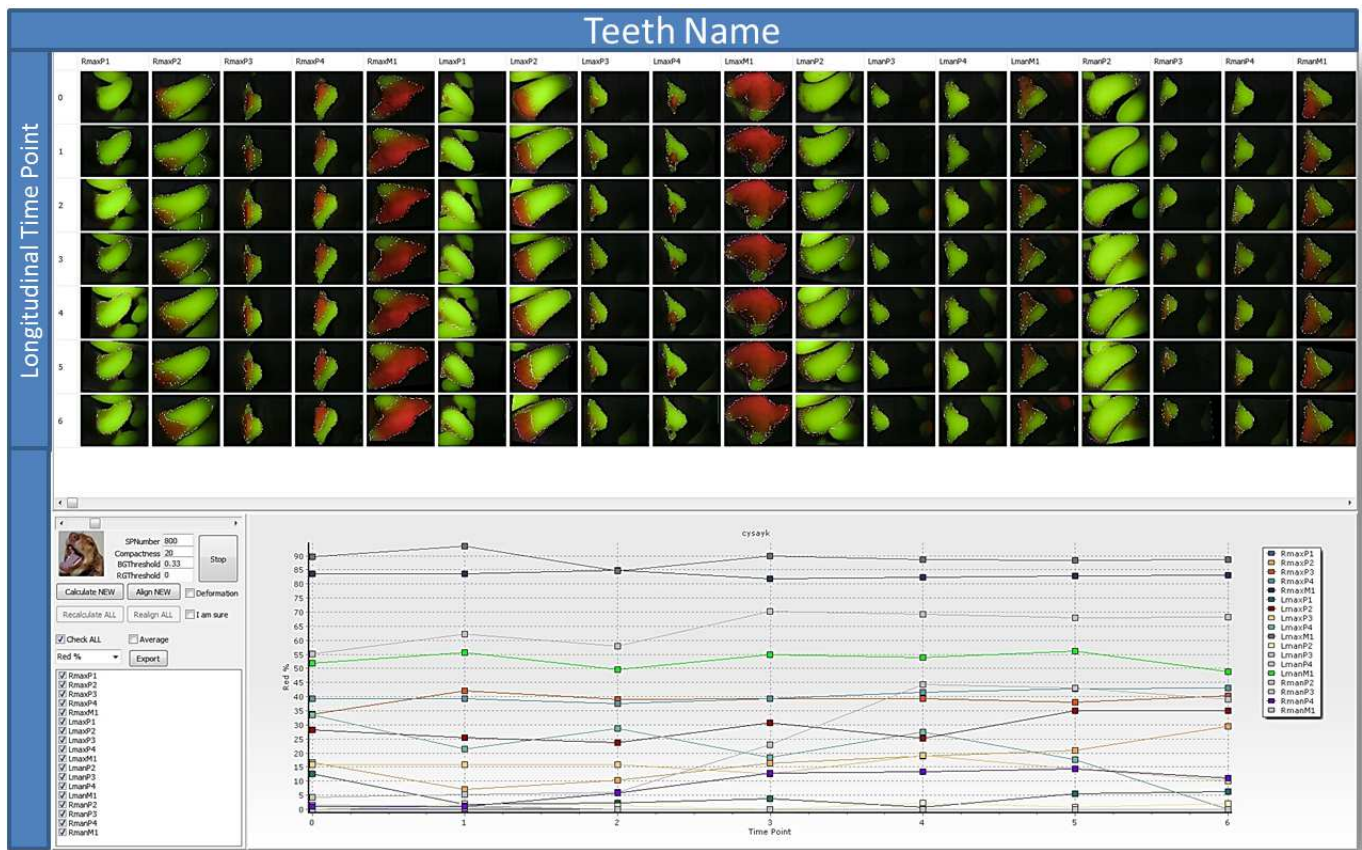 Teeth Name
Longitudinal Time Point
RmaxP1 RmaxP2 RmaxP3 RmaxP4 RmaxM1 LmaxP1 LmaxP2 LmaxP3 LmaxP4 LmaxM1 LmanP2 LmanP3 LmanP4 LmanM1 RmanP2 RmanP3 RmanP4 RmanM1
0
1
2
3
4
5
6
SPNumber 800
Compactness 20
BGThreshold 0.33
RGThreshold 0
Stop
Calculate NEW Align NEW Deformation
Recalculate ALL Realign ALL I am sure
Check ALL Average
Red % Export
RmaxP1
RmaxP2
RmaxP3
RmaxP4
RmaxM1
LmaxP1
LmaxP2
LmaxP3
LmaxP4
LmaxM1
LmanP2
LmanP3
LmanP4
LmanM1
RmanP2
RmanP3
RmanP4
RmanM1
cysayk
90
85
80
75
70
65
60
55
50
45
40
35
30
25
20
15
10
5
0
Red %
0 1 2 3 4 5 6
Time Point
RmaxP1
RmaxP2
RmaxP3
RmaxP4
RmaxM1
LmaxP1
LmaxP2
LmaxP3
LmaxP4
LmaxM1
LmanP2
LmanP3
LmanP4
LmanM1
RmanP2
RmanP3
RmanP4
RmanM1